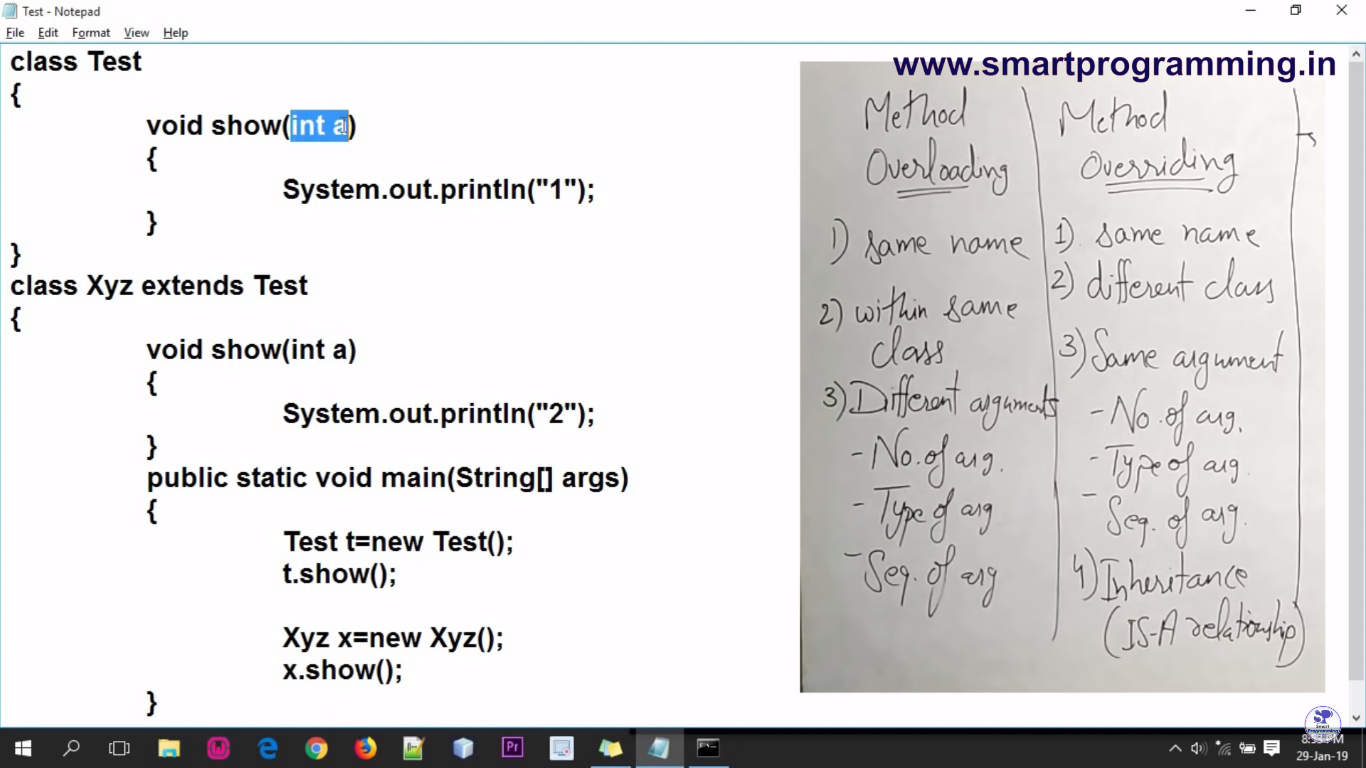 Test - Notepad
File Edit Format View Help
www.smartprogramming.in
class Test
{
void show(int a)
{
System.out.println("1");
}
}
class Xyz extends Test
{
void show(int a)
{
System.out.println("2");
}
public static void main(String[] args)
{
Test t=new Test();
t.show();
Xyz x=new Xyz();
x.show();
}
Method
Overloading
1) same name
2) within same
class
3) Different arguments
- No. of arg.
- Type of arg
- Seq. of arg
Method
Overriding
1). same name
2) different class
3) Same argument
- No. of arg.
- Type of arg.
- Seq. of arg.
4) Inheritance
(IS-A relationship)
Pr
SP
Smart
Programming
29-Jan-19